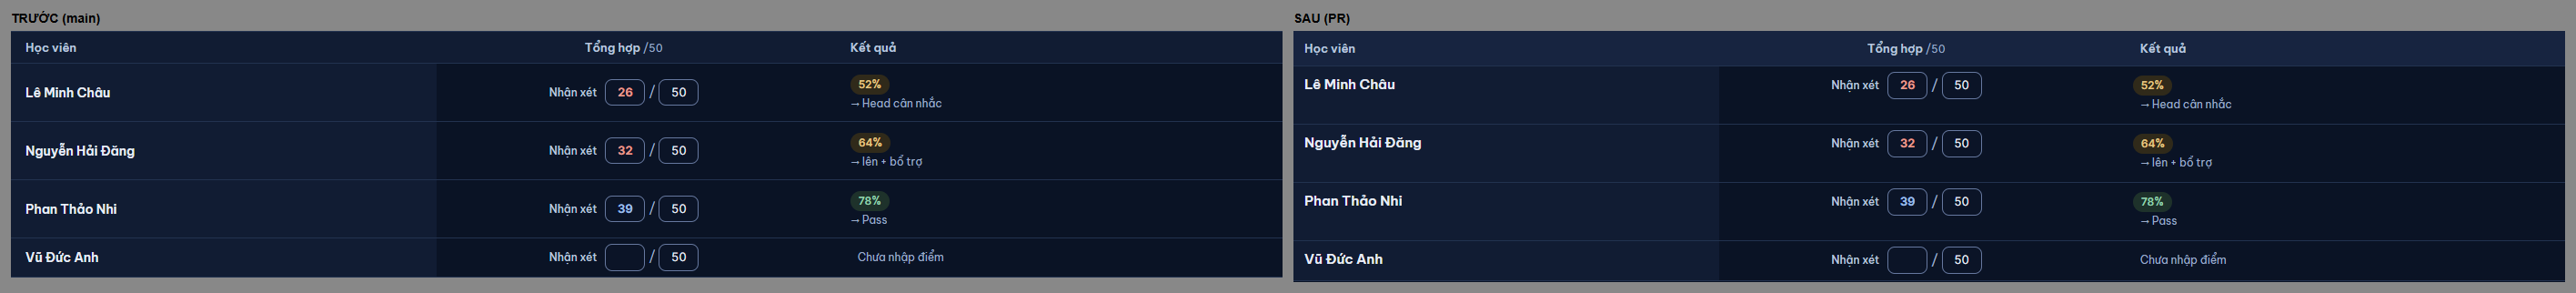 TRƯỚC (main)
Học viên Tổng hợp /50 Kết quả
Lê Minh Châu Nhận xét 26 / 50 52%
→ Head cân nhắc
Nguyễn Hải Đăng Nhận xét 32 / 50 64%
→ lên + bổ trợ
Phan Thảo Nhi Nhận xét 39 / 50 78%
→ Pass
Vũ Đức Anh Nhận xét / 50 Chưa nhập điểm
SAU (PR)
Học viên Tổng hợp /50 Kết quả
Lê Minh Châu Nhận xét 26 / 50 52%
→ Head cân nhắc
Nguyễn Hải Đăng Nhận xét 32 / 50 64%
→ lên + bổ trợ
Phan Thảo Nhi Nhận xét 39 / 50 78%
→ Pass
Vũ Đức Anh Nhận xét / 50 Chưa nhập điểm